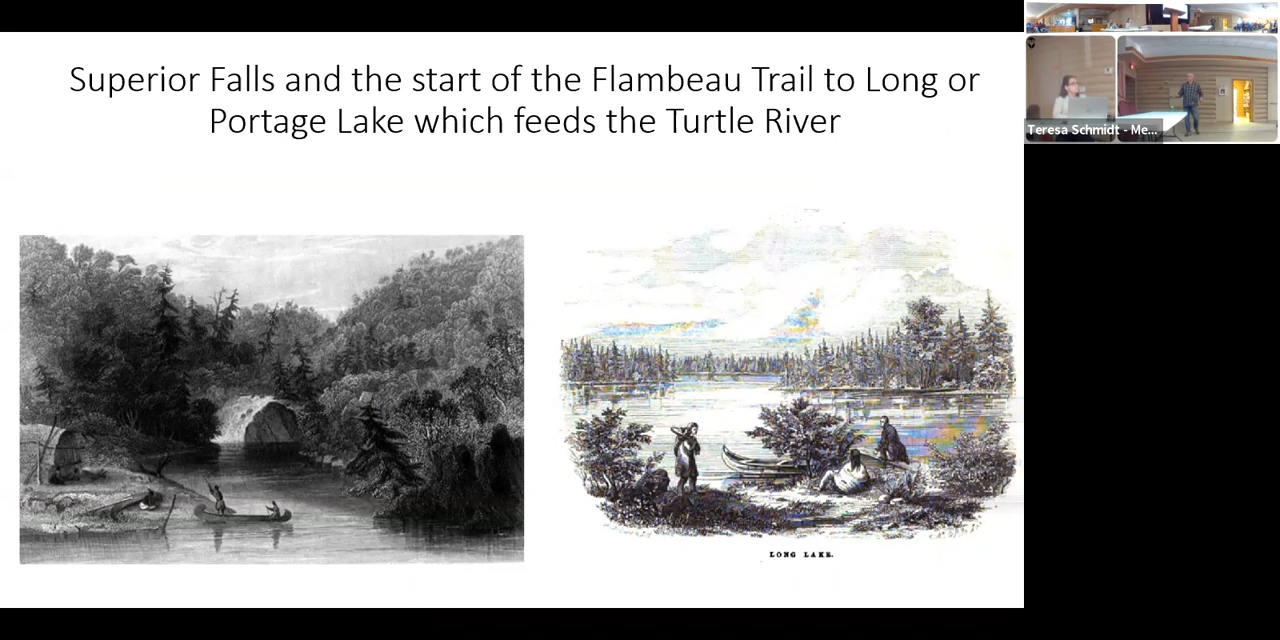 Superior Falls and the start of the Flambeau Trail to Long or
Portage Lake which feeds the Turtle River
Teresa Schmidt - Me...
LONG LAKE.